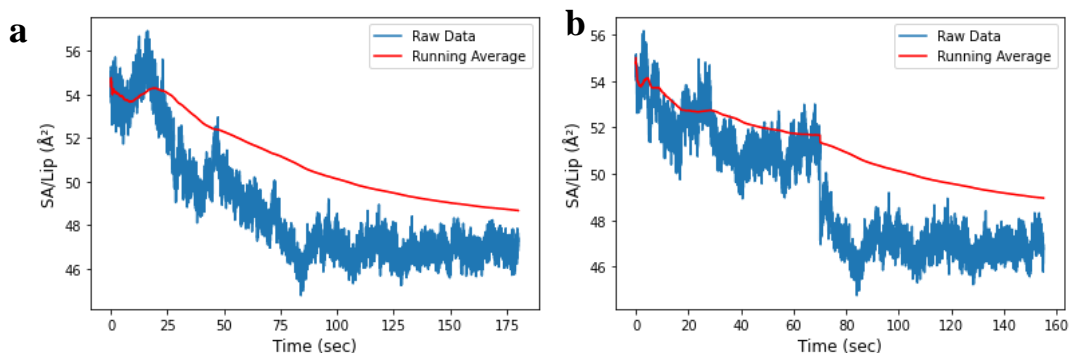 a
SA/Lip (Å²)
56
54
52
50
48
46
Raw Data
Running Average
0
25
50
75
100
125
150
175
Time (sec)
b
SA/Lip (Å²)
56
54
52
50
48
46
Raw Data
Running Average
0
20
40
60
80
100
120
140
160
Time (sec)